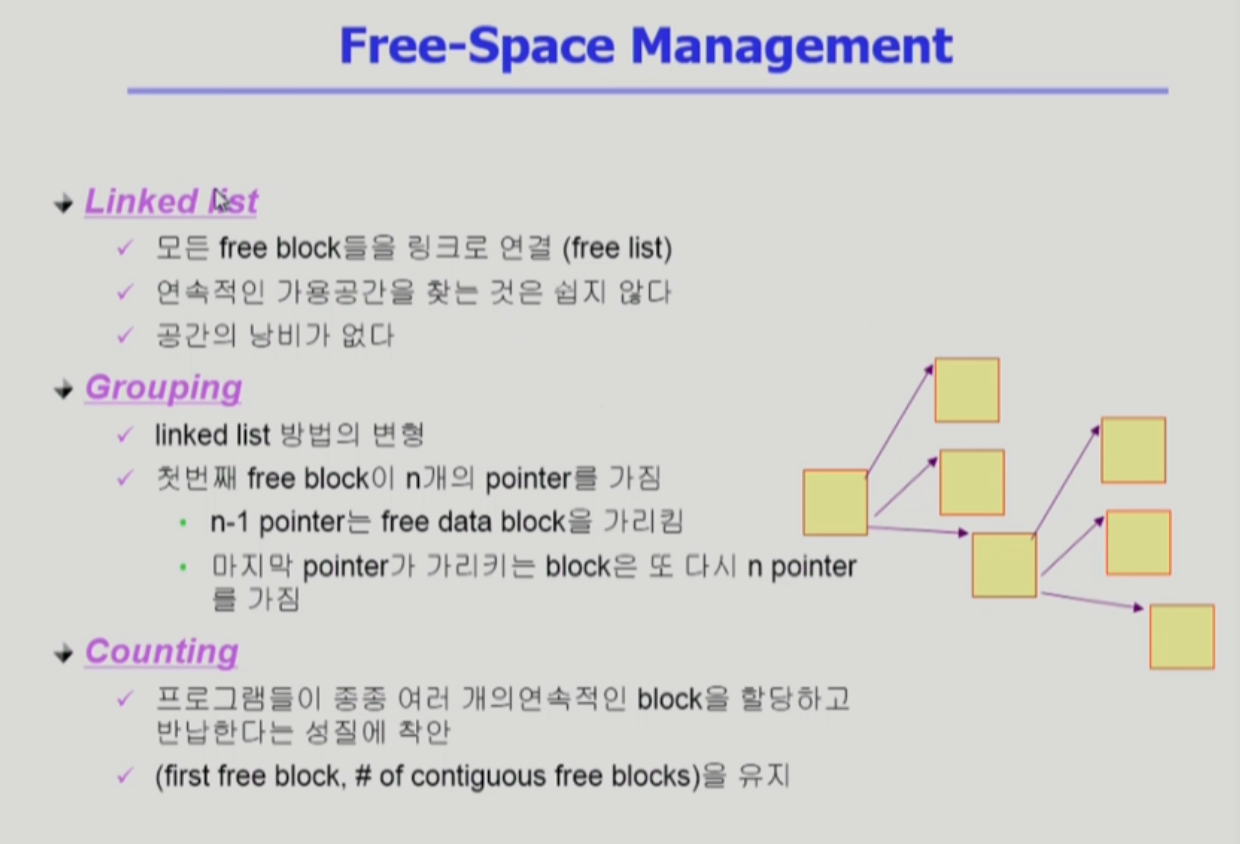 Free-Space Management
Linked list
모든 free block들을 링크로 연결 (free list)
연속적인 가용공간을 찾는 것은 쉽지 않다
공간의 낭비가 없다
Grouping
linked list 방법의 변형
첫번째 free block이 n개의 pointer를 가짐
n-1 pointer는 free data block을 가리킴
마지막 pointer가 가리키는 block은 또 다시 n pointer
를 가짐
Counting
프로그램들이 종종 여러 개의연속적인 block을 할당하고
반납한다는 성질에 착안
(first free block, # of contiguous free blocks)을 유지